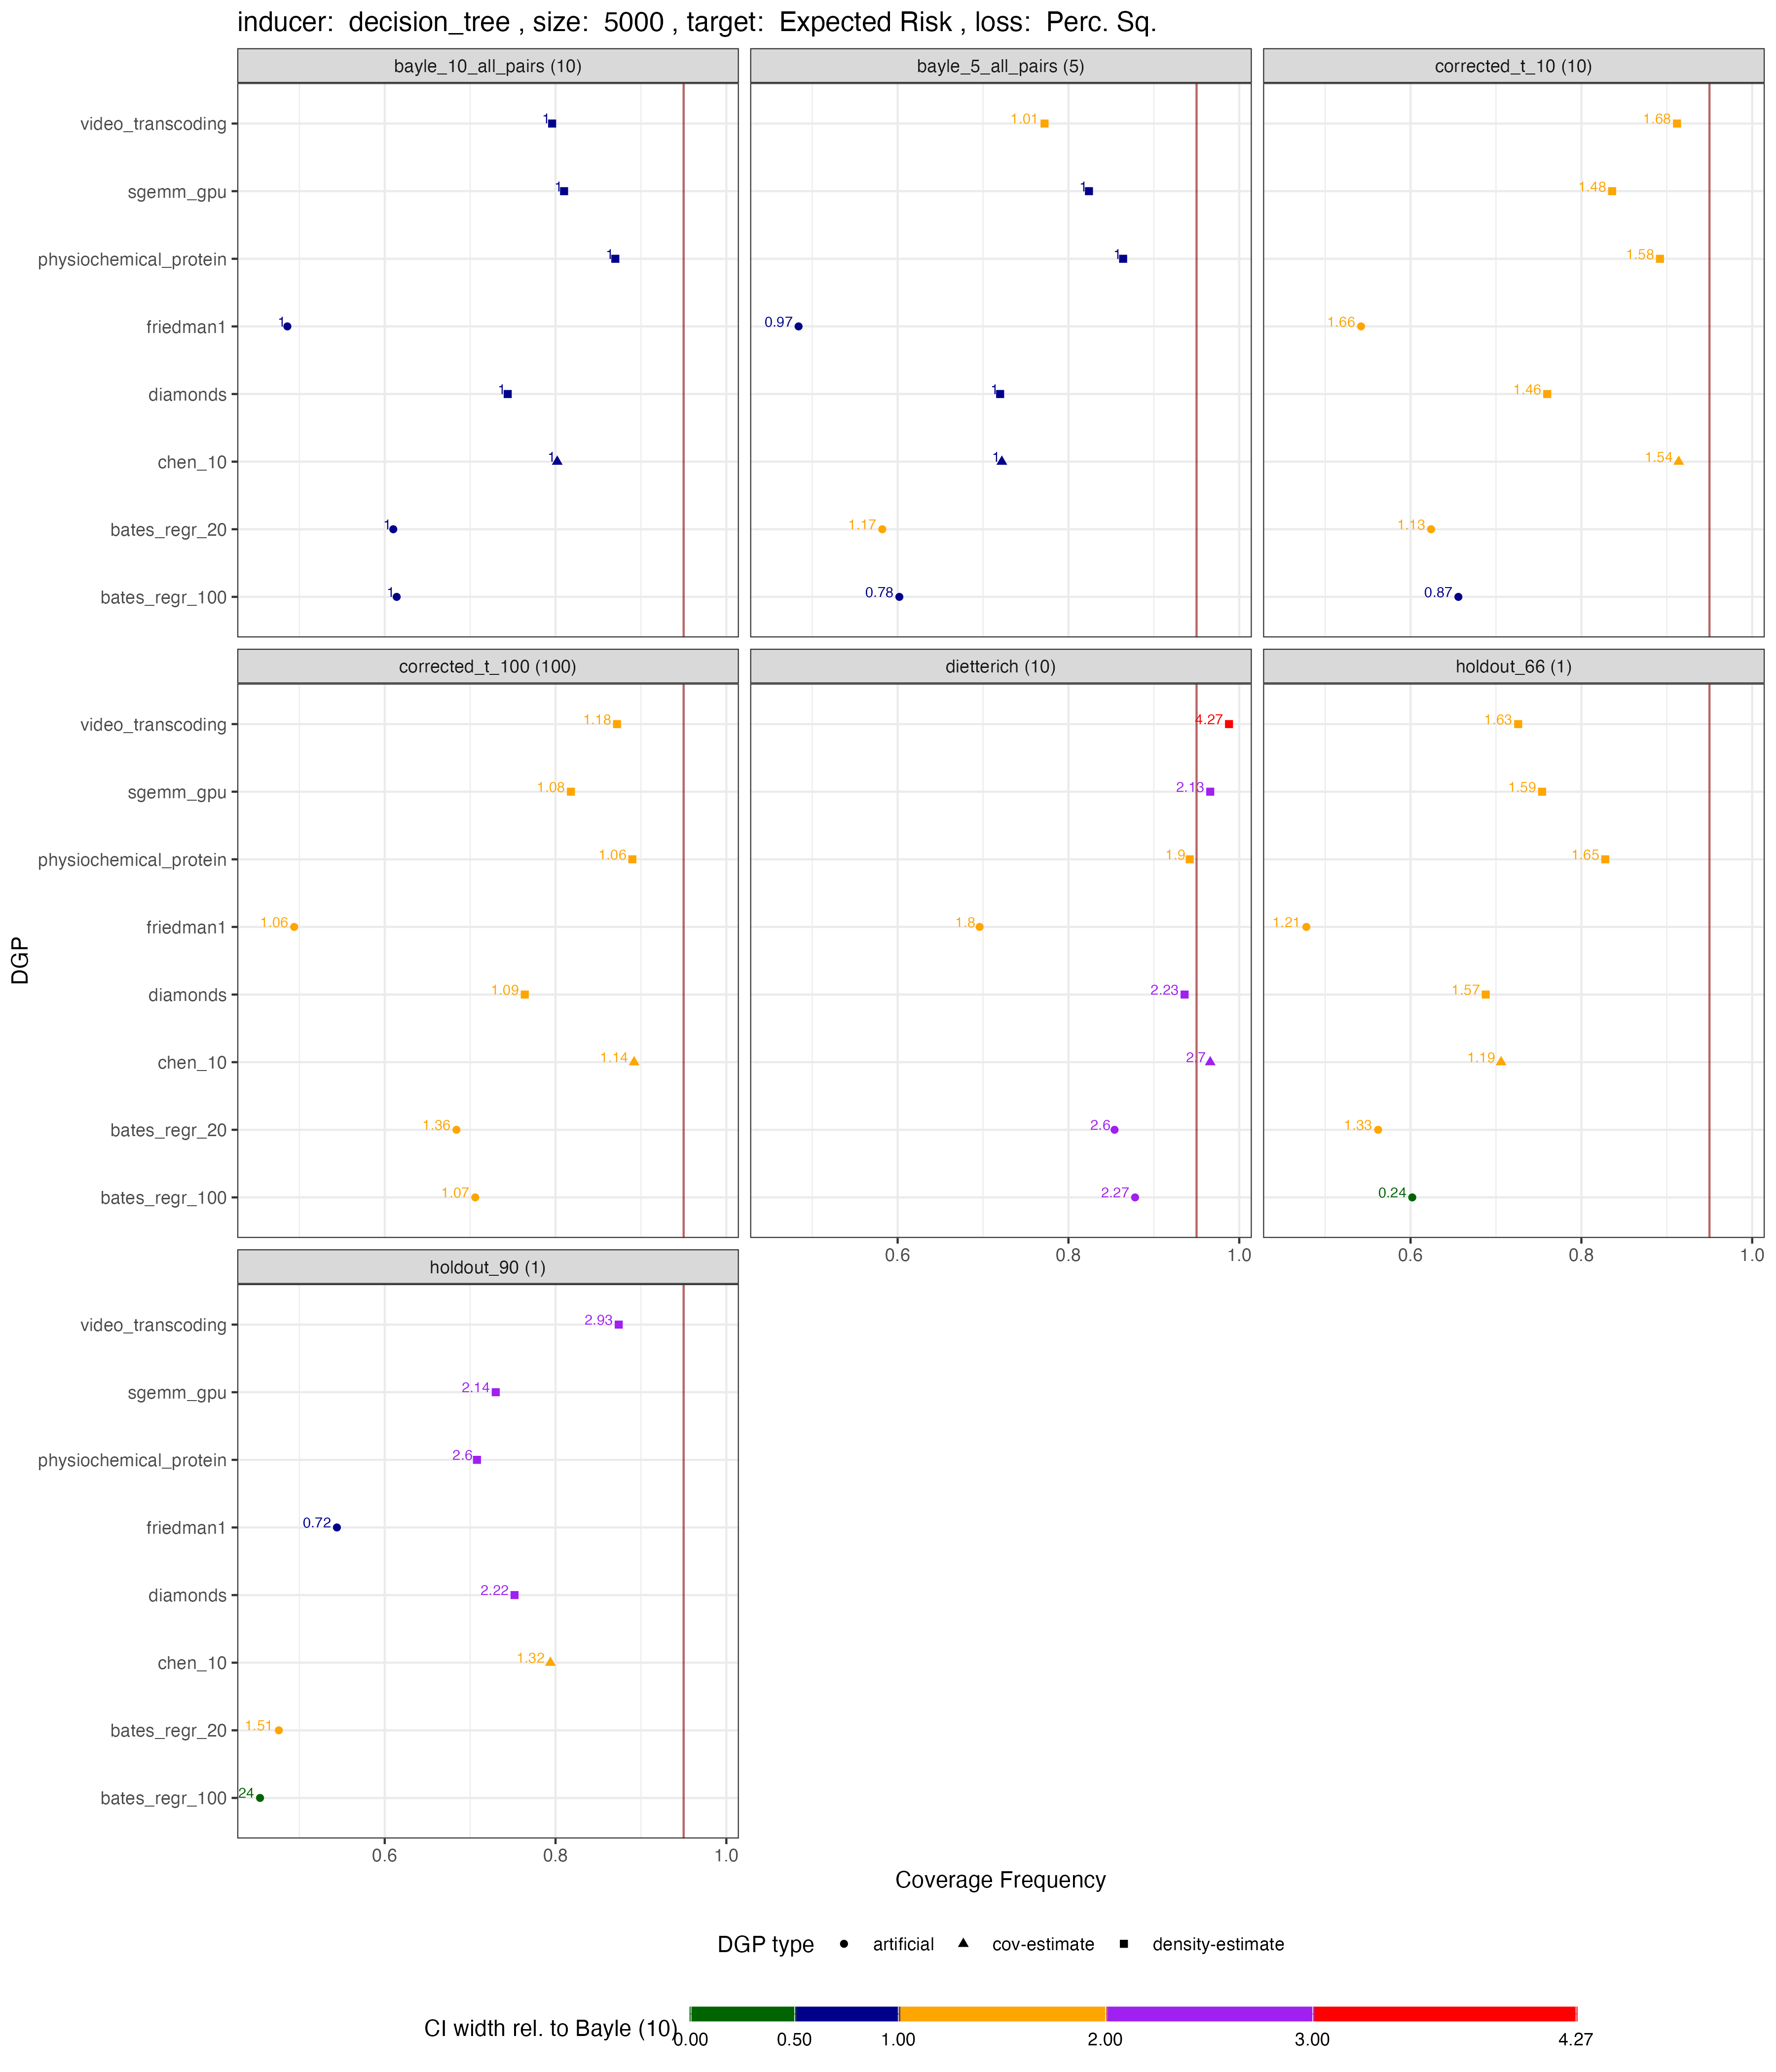 inducer: decision_tree , size: 5000 , target: Expected Risk , loss: Perc. Sq.
bayle_10_all_pairs (10)
bayle_5_all_pairs (5)
corrected_t_10 (10)
video_transcoding 1 1.01 1.68
sgemm_gpu 1 1 1.48
physiochemical_protein 1 1 1.58
friedman1 1 0.97 1.66
diamonds 1 1 1.46
chen_10 1 1 1.54
bates_regr_20 1 1.17 1.13
bates_regr_100 1 0.78 0.87
corrected_t_100 (100)
dietterich (10)
holdout_66 (1)
video_transcoding 1.18 4.27 1.63
sgemm_gpu 1.08 2.13 1.59
physiochemical_protein 1.06 1.9 1.65
friedman1 1.06 1.8 1.21
diamonds 1.09 2.23 1.57
chen_10 1.14 2.7 1.19
bates_regr_20 1.36 2.6 1.33
bates_regr_100 1.07 2.27 0.24
0.6 0.8 1.0 0.6 0.8 1.0
holdout_90 (1)
video_transcoding 2.93
sgemm_gpu 2.14
physiochemical_protein 2.6
friedman1 0.72
diamonds 2.22
chen_10 1.32
bates_regr_20 1.51
bates_regr_100 24
0.6 0.8 1.0
DGP
Coverage Frequency
DGP type artificial cov-estimate density-estimate
CI width rel. to Bayle (10)
0.00 0.50 1.00 2.00 3.00 4.27